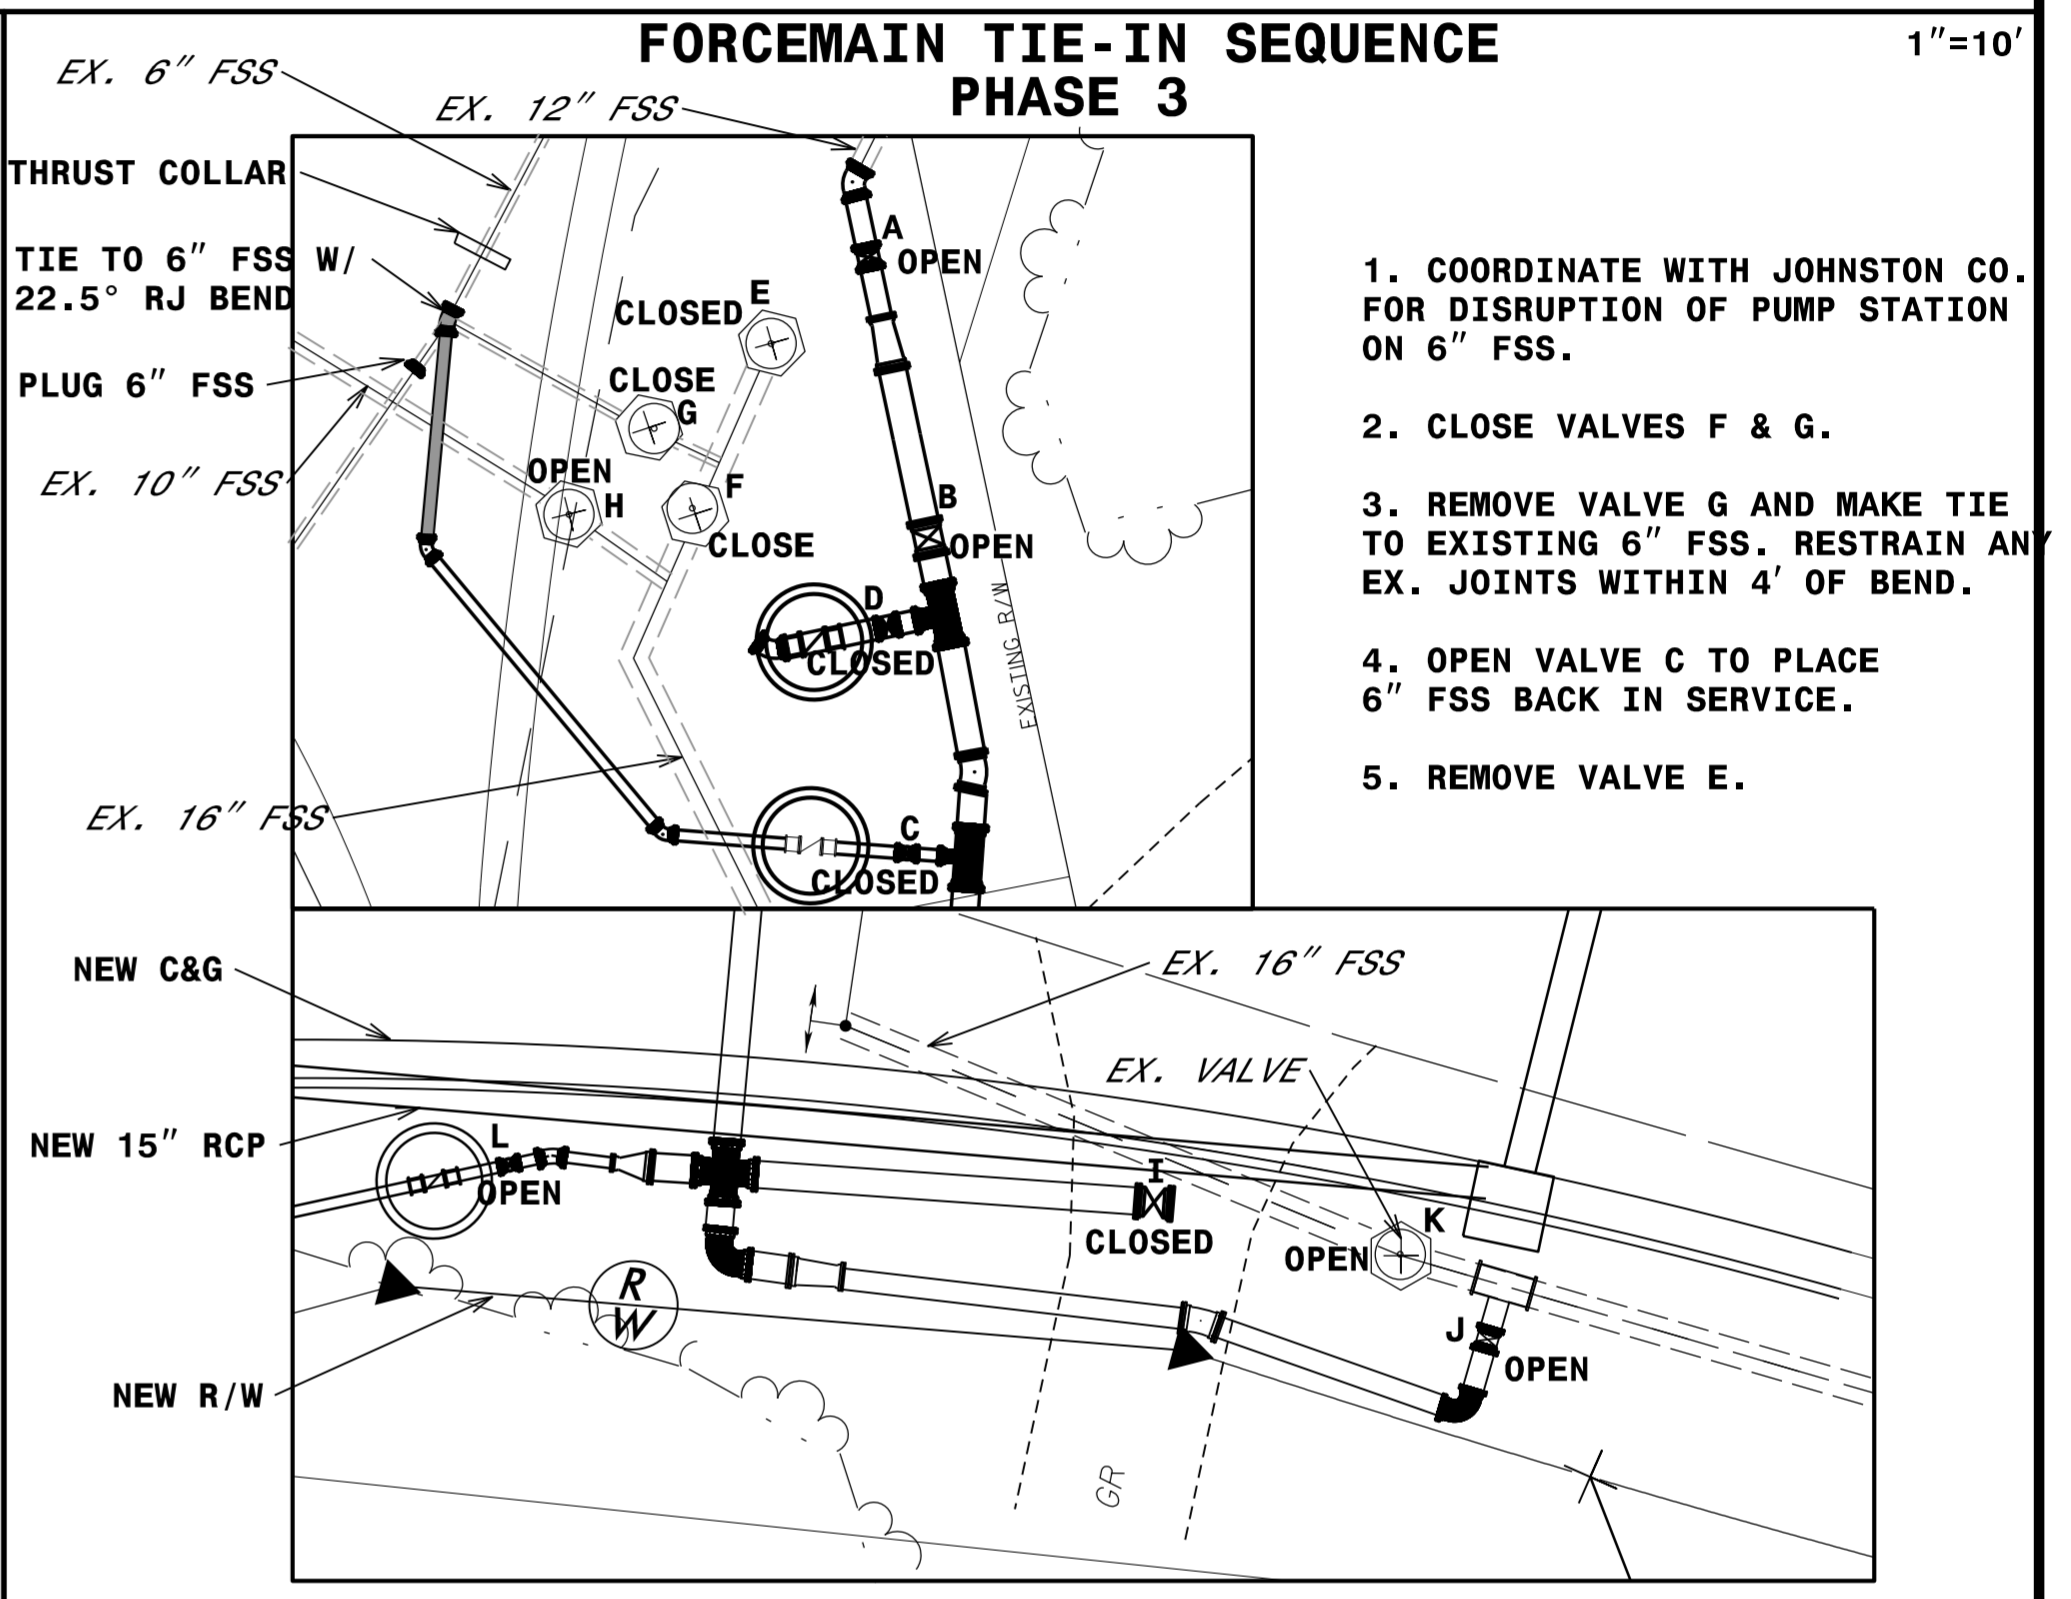 FORCEMAIN TIE-IN SEQUENCE
PHASE 3
1"=10'
EX. 6" FSS
EX. 12" FSS
THRUST COLLAR
TIE TO 6" FSS W/
22.5° RJ BEND
PLUG 6" FSS
EX. 10" FSS
EX. 16" FSS
A
OPEN
E
CLOSED
CLOSE
G
OPEN
H
F
CLOSE
B
OPEN
D
CLOSED
EXISTING R/W
C
CLOSED
1. COORDINATE WITH JOHNSTON CO.
FOR DISRUPTION OF PUMP STATION
ON 6" FSS.
2. CLOSE VALVES F & G.
3. REMOVE VALVE G AND MAKE TIE
TO EXISTING 6" FSS. RESTRAIN ANY
EX. JOINTS WITHIN 4' OF BEND.
4. OPEN VALVE C TO PLACE
6" FSS BACK IN SERVICE.
5. REMOVE VALVE E.
NEW C&G
EX. 16" FSS
EX. VALVE
NEW 15" RCP
L
OPEN
I
CLOSED
K
OPEN
J
OPEN
R
W
NEW R/W
GR